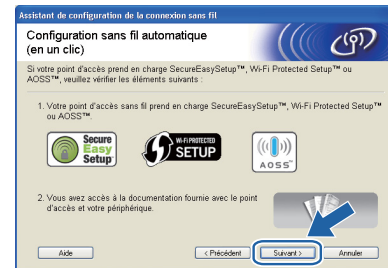 Assistant de configuration de la connexion sans fil
Configuration sans fil automatique
(en un clic)
Si votre point d'accès prend en charge SecureEasySetup™, Wi-Fi Protected Setup™ ou
AOSS™, veuillez vérifier les éléments suivants :
1. Votre point d'accès sans fil prend en charge SecureEasySetup™, Wi-Fi Protected Setup™
ou AOSS™.
Secure
Easy
Setup
Wi-Fi PROTECTED
SETUP
AOSS™
2. Vous avez accès à la documentation fournie avec le point
d'accès et votre périphérique.
Aide
< Précédent
Suivant >
Annuler